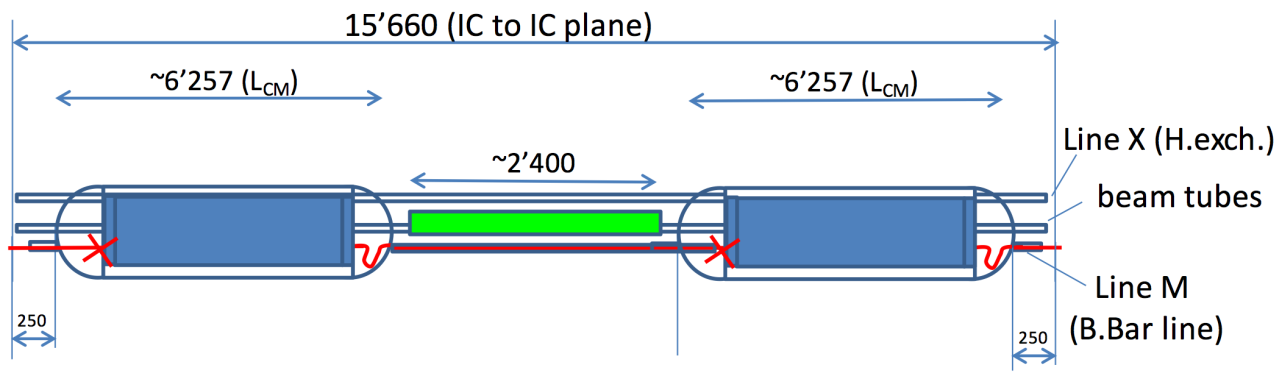 15’660 (IC to IC plane)
~6’257 (LCM)
~6’257 (LCM)
~2’400
Line X (H.exch.)
beam tubes
Line M
(B.Bar line)
250
250